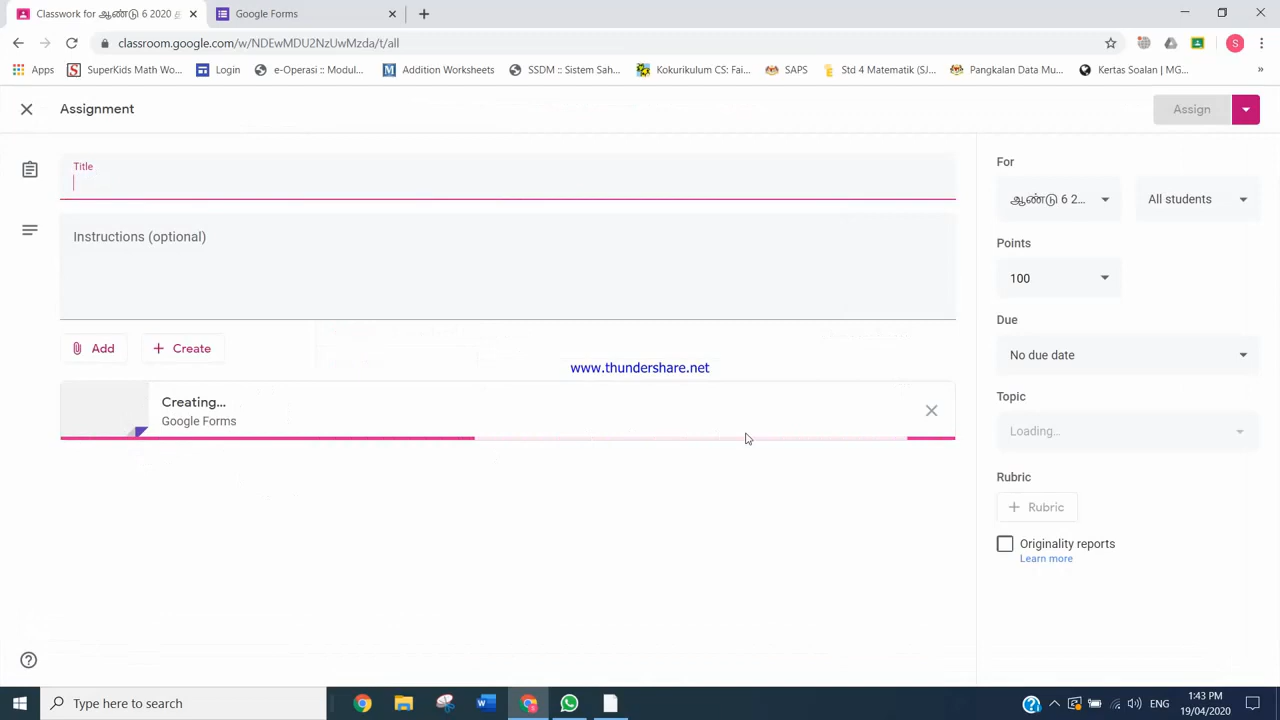 Classwork for ஆண்டு 6 2020 த
Google Forms
classroom.google.com/w/NDEwMDU2NzUwMzda/t/all
S
Apps
SuperKids Math Wo...
Login
e-Operasi :: Modul...
Addition Worksheets
SSDM :: Sistem Sah...
Kokurikulum CS: Fai...
SAPS
Std 4 Matematik (SJ...
Pangkalan Data Mu...
Kertas Soalan | MG...
»
Assignment
Assign
Title
Instructions (optional)
Add
Create
www.thundershare.net
Creating...
Google Forms
For
ஆண்டு 6 2...
All students
Points
100
Due
No due date
Topic
Loading...
Rubric
Rubric
Originality reports
Learn more
Type here to search
ENG
1:43 PM
19/04/2020